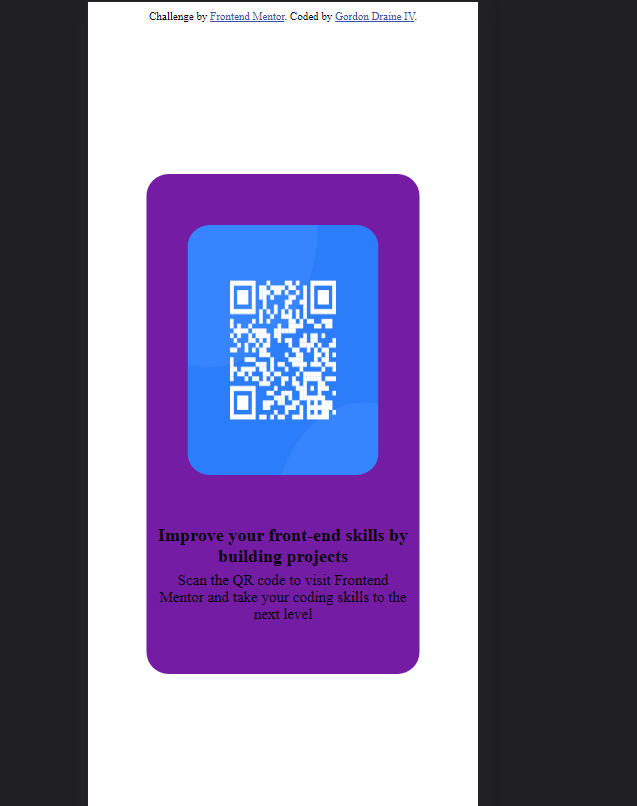 Challenge by Frontend Mentor. Coded by Gordon Draine IV.
Improve your front-end skills by
building projects
Scan the QR code to visit Frontend
Mentor and take your coding skills to the
next level